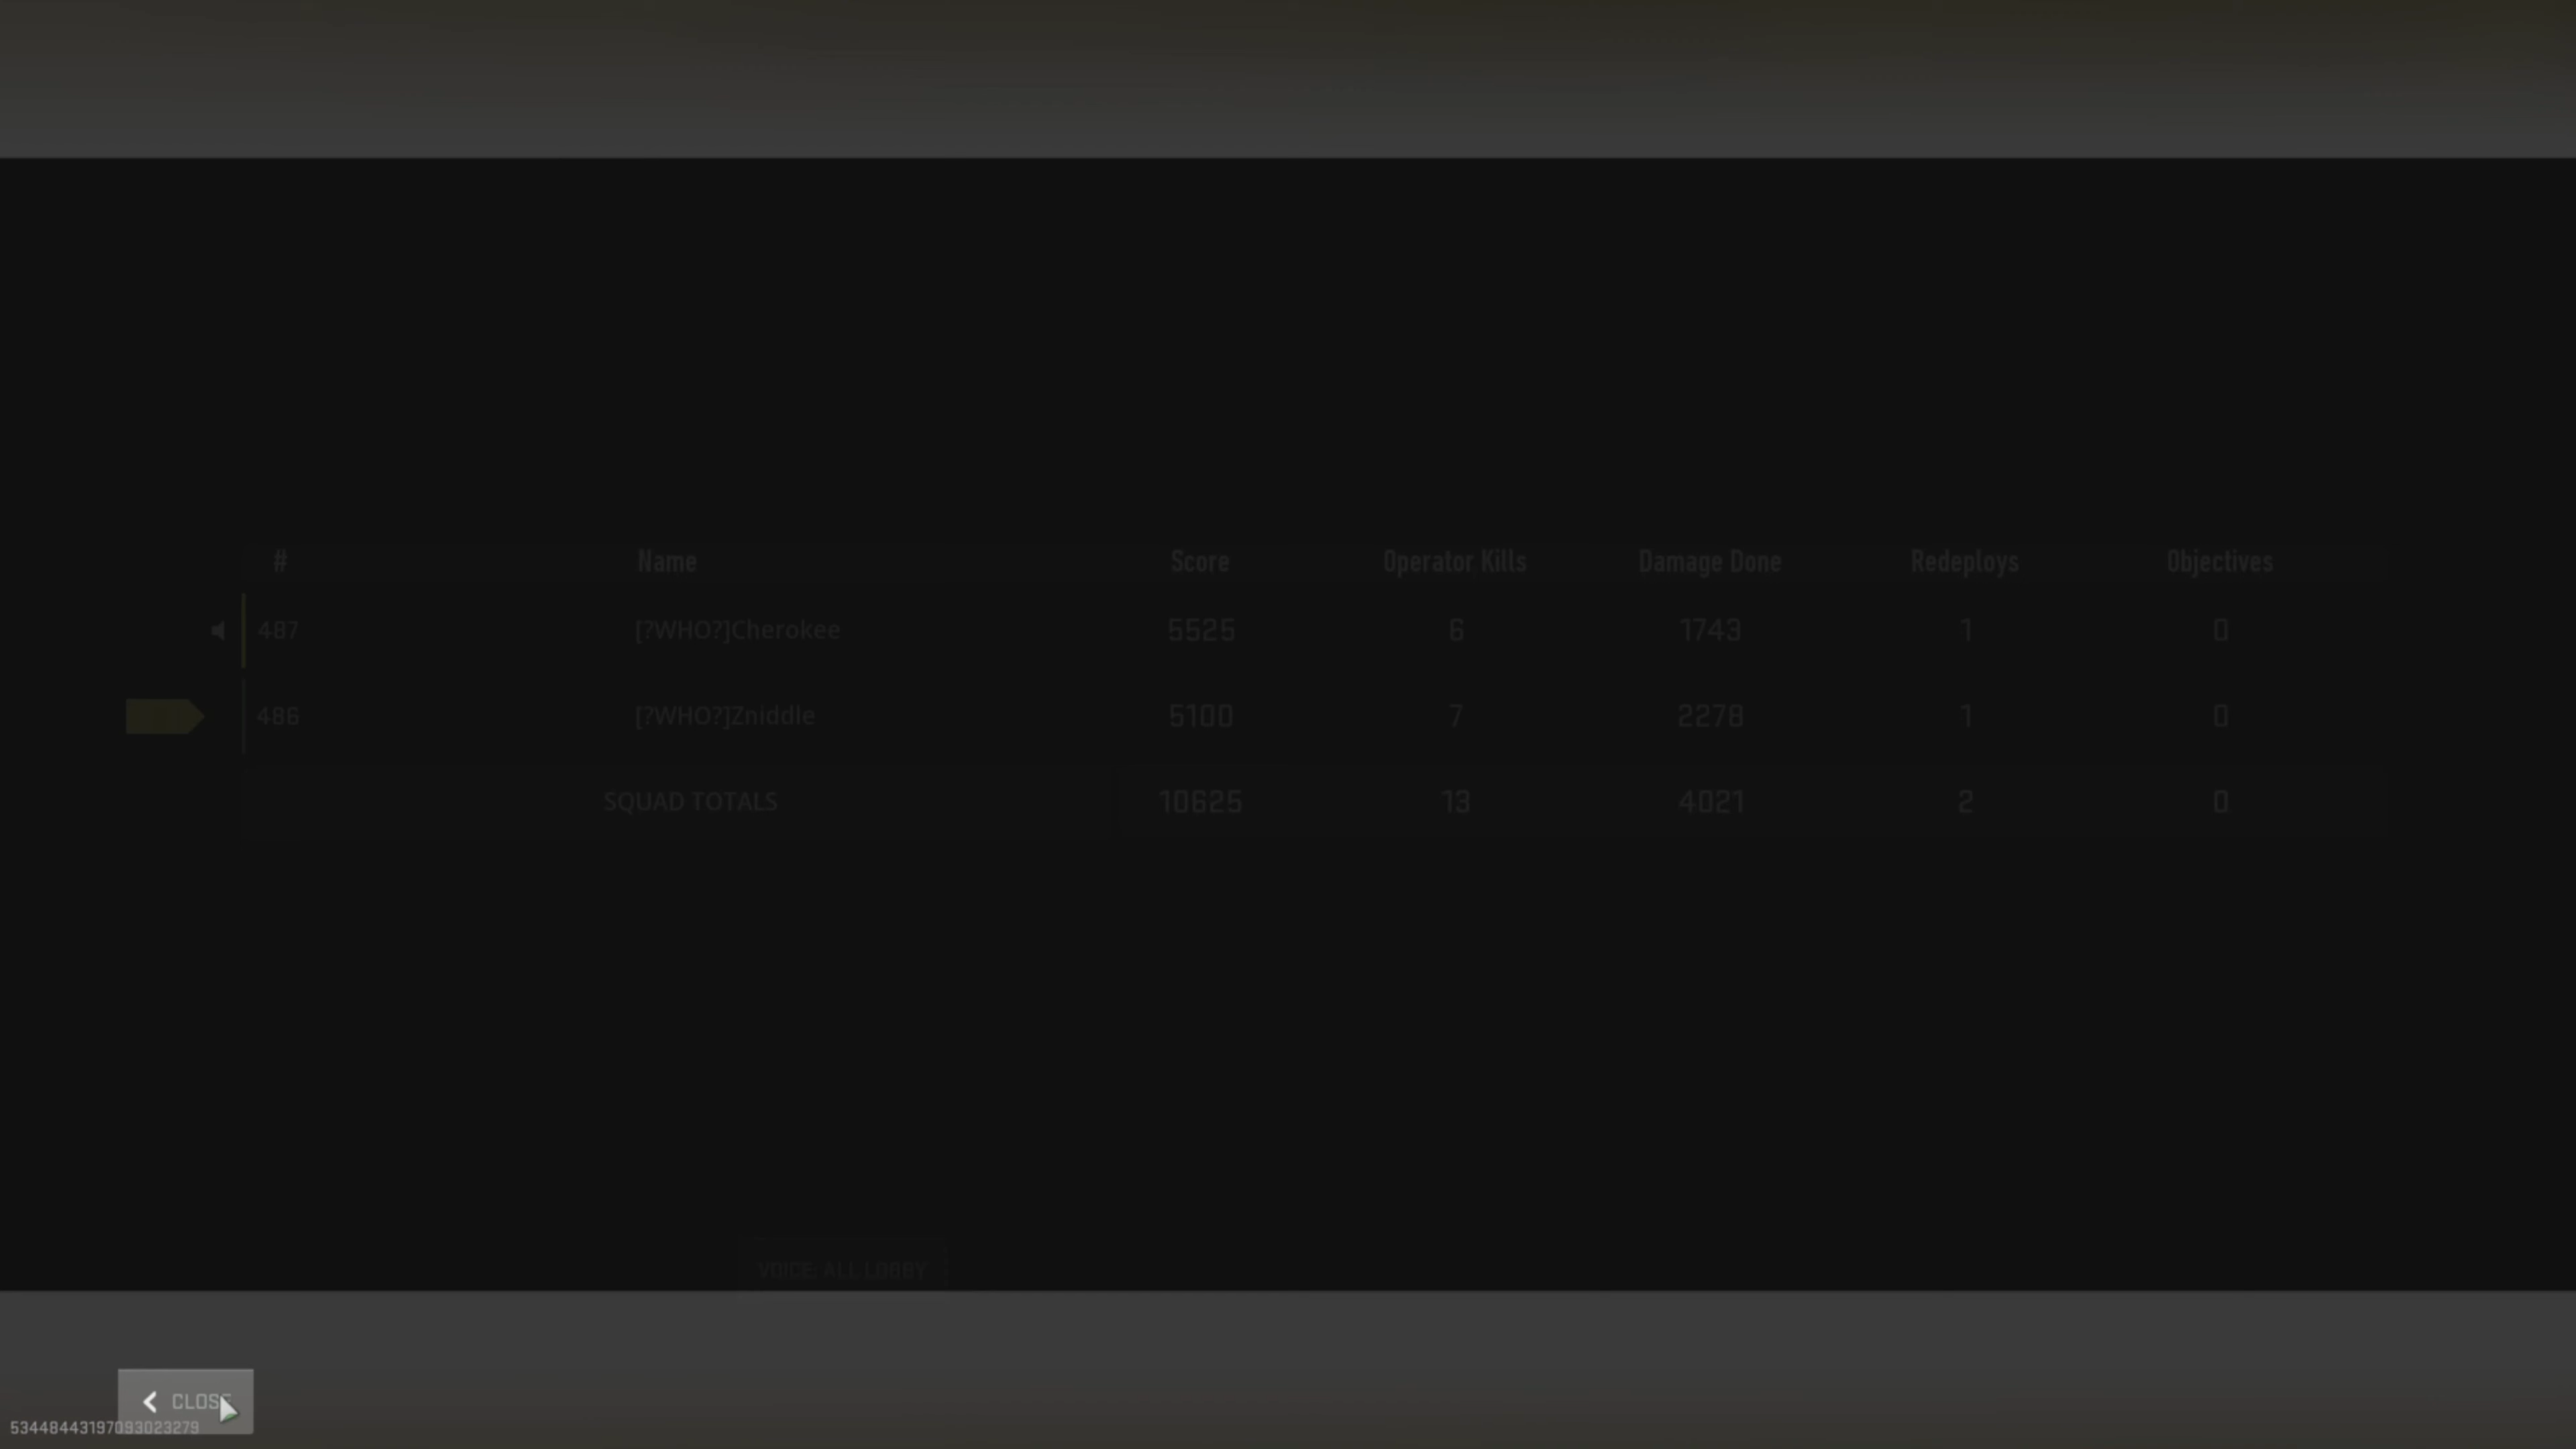 # Name Score Operator Kills Damage Done Redeploys Objectives
487 [?WHO?]Cherokee 5525 6 1743 1 0
486 [?WHO?]Zniddle 5100 7 2278 1 0
SQUAD TOTALS 10625 13 4021 2 0
VOICE: ALL LOBBY
CLOSE
53448443197093023279